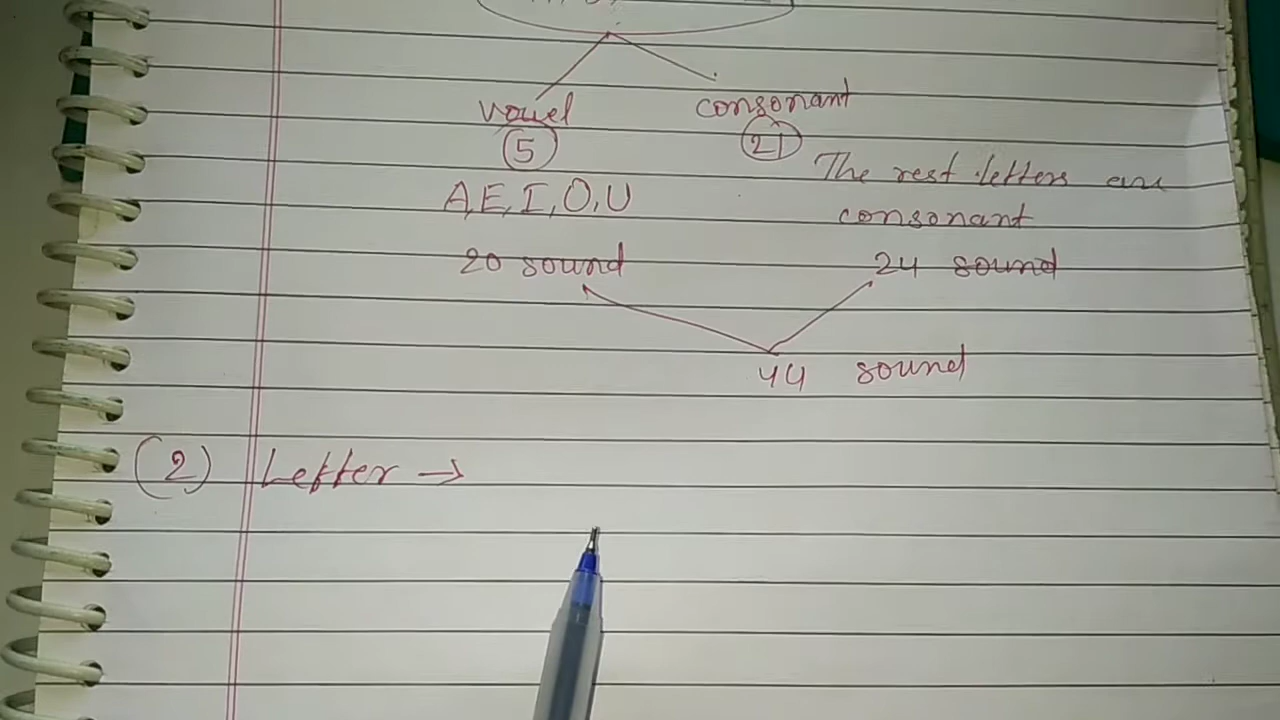 vowel consonant
5 21
The rest letters are
A, E, I, O, U consonant
20 sound 24 sound
44 sound
(2) Letter →